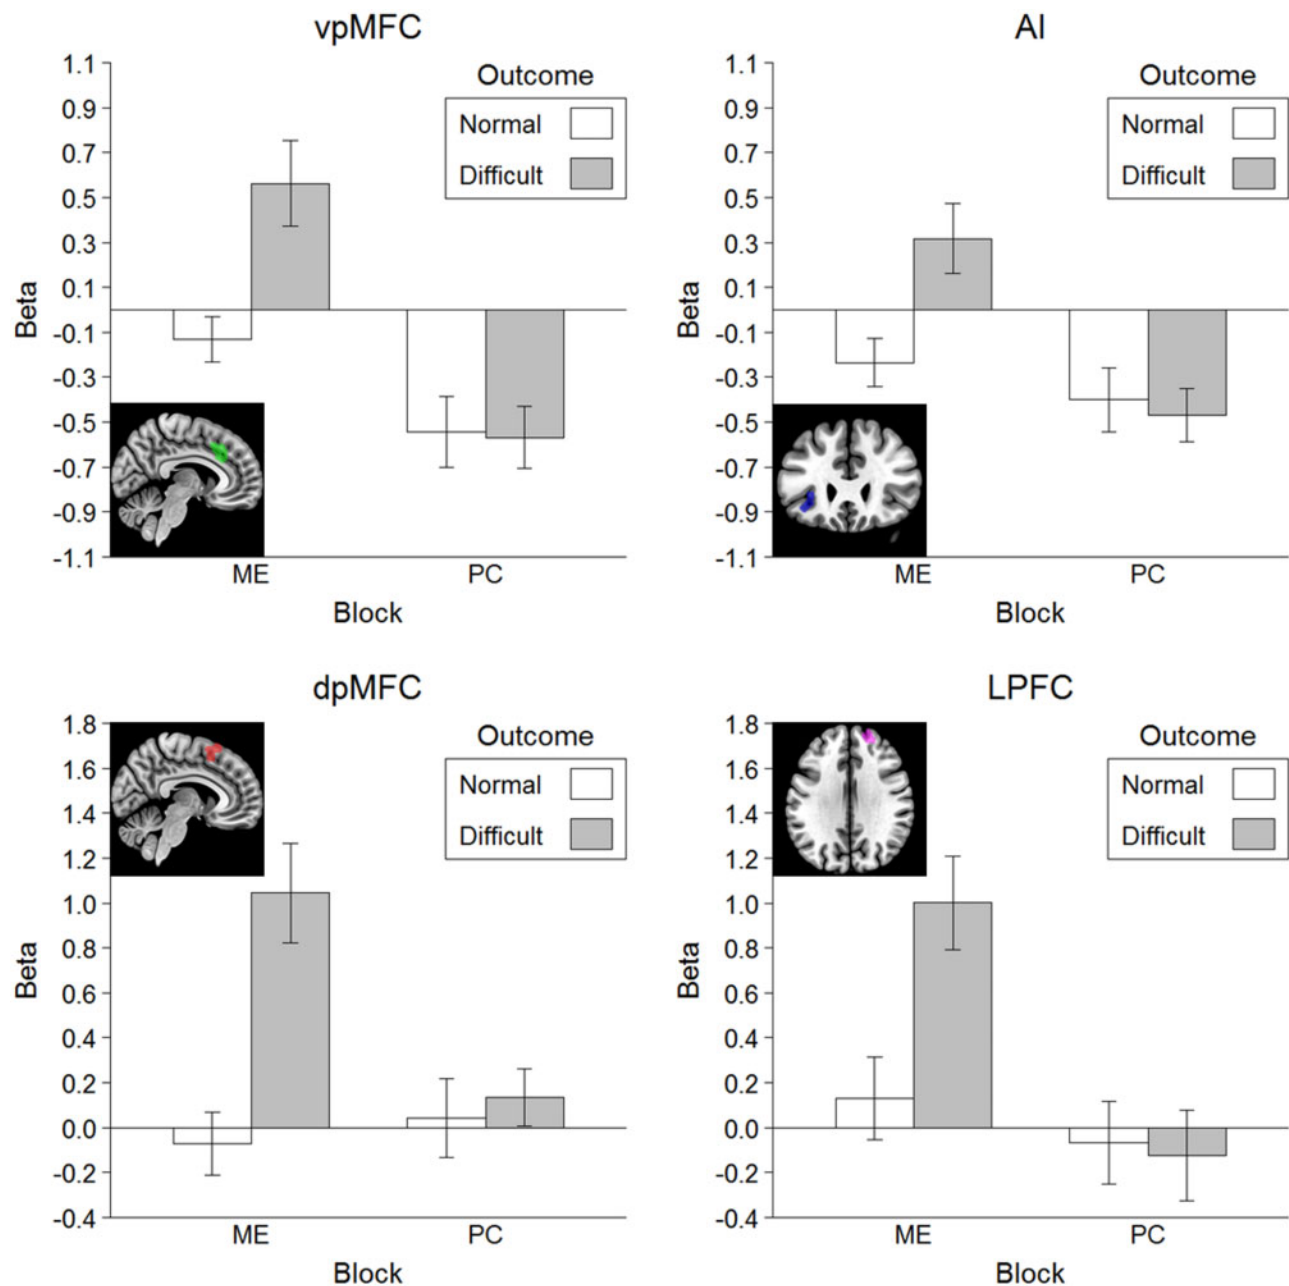 vpMFC
1.1
0.9
0.7
0.5
0.3
0.1
-0.1
-0.3
-0.5
-0.7
-0.9
-1.1
Beta
Outcome
Normal
Difficult
ME PC
Block
AI
1.1
0.9
0.7
0.5
0.3
0.1
-0.1
-0.3
-0.5
-0.7
-0.9
-1.1
Beta
Outcome
Normal
Difficult
ME PC
Block
dpMFC
1.8
1.6
1.4
1.2
1.0
0.8
0.6
0.4
0.2
0.0
-0.2
-0.4
Beta
Outcome
Normal
Difficult
ME PC
Block
LPFC
1.8
1.6
1.4
1.2
1.0
0.8
0.6
0.4
0.2
0.0
-0.2
-0.4
Beta
Outcome
Normal
Difficult
ME PC
Block